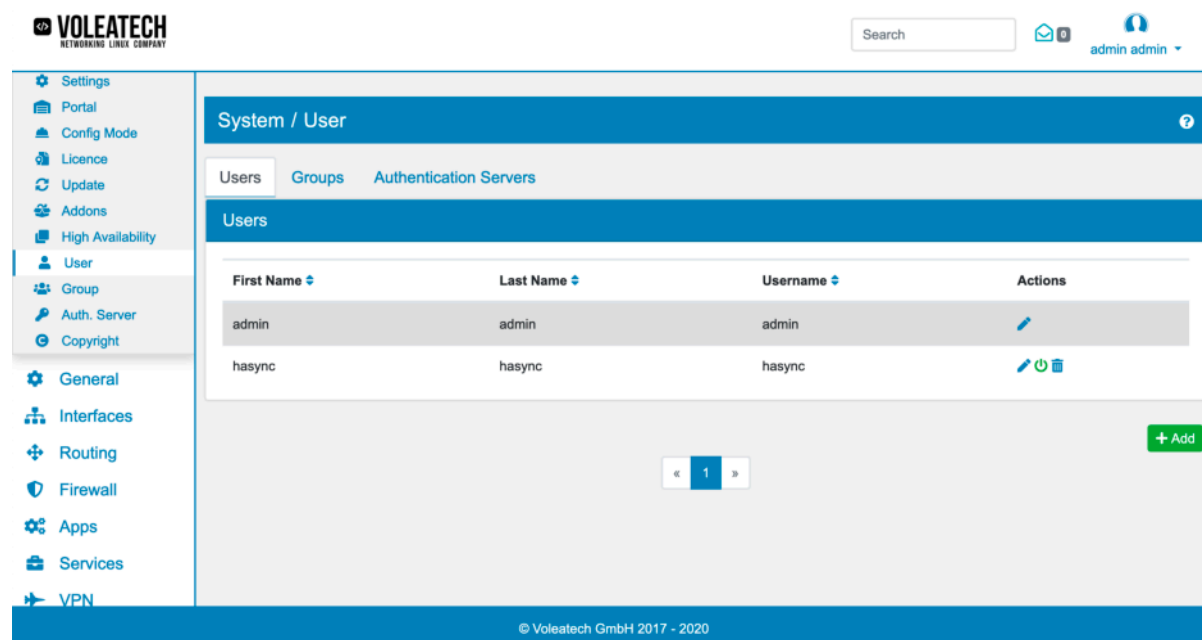 </> VOLEATECH
NETWORKING LINUX COMPANY
Search
0
admin admin
Settings
Portal
Config Mode
Licence
Update
Addons
High Availability
User
Group
Auth. Server
Copyright
General
Interfaces
Routing
Firewall
Apps
Services
VPN
System / User
?
Users Groups Authentication Servers
Users
First Name Last Name Username Actions
admin admin admin
hasync hasync hasync
+ Add
« 1 »
© Voleatech GmbH 2017 - 2020